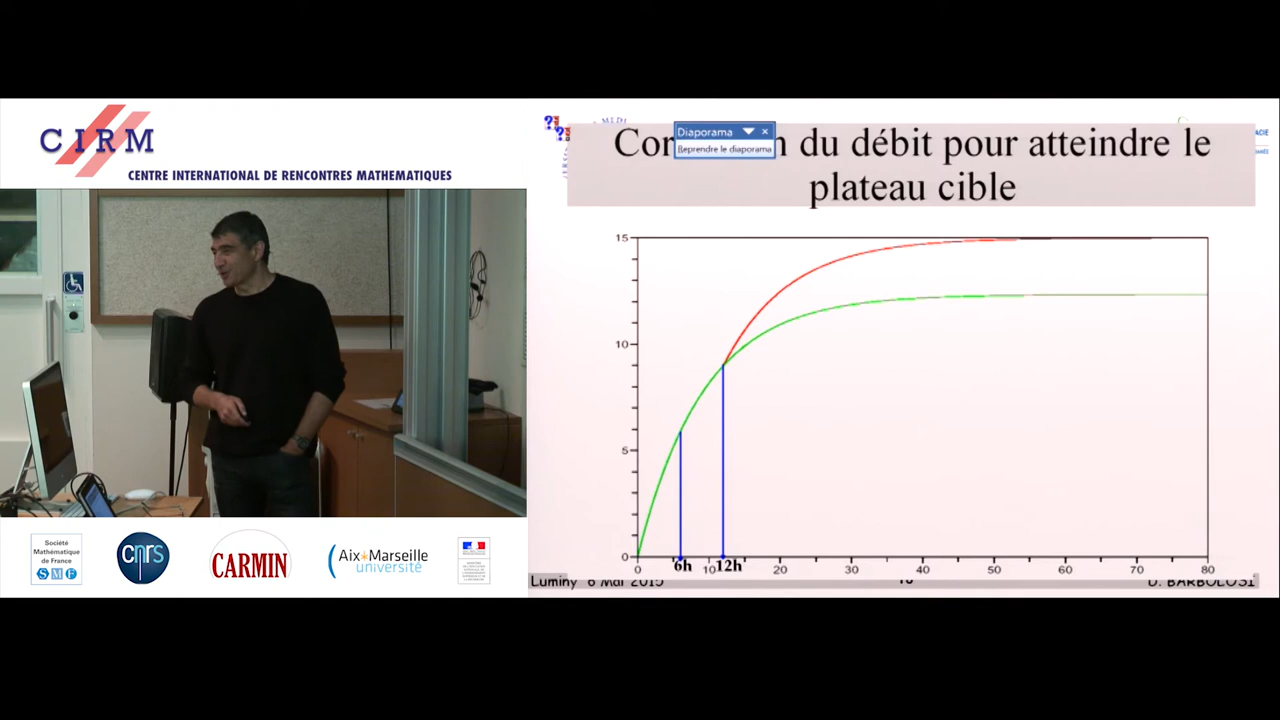 CIRM
CENTRE INTERNATIONAL DE RENCONTRES MATHEMATIQUES
Diaporama
Reprendre le diaporama
du débit pour atteindre le
plateau cible
15
10
5
0
0
6h
10
12h
20
30
40
50
60
70
80
Luminy 6 Mai 2015
D. BARBOLOSI
Société
Mathématique
de France
SMF
cnrs
CARMIN
Aix*Marseille
université